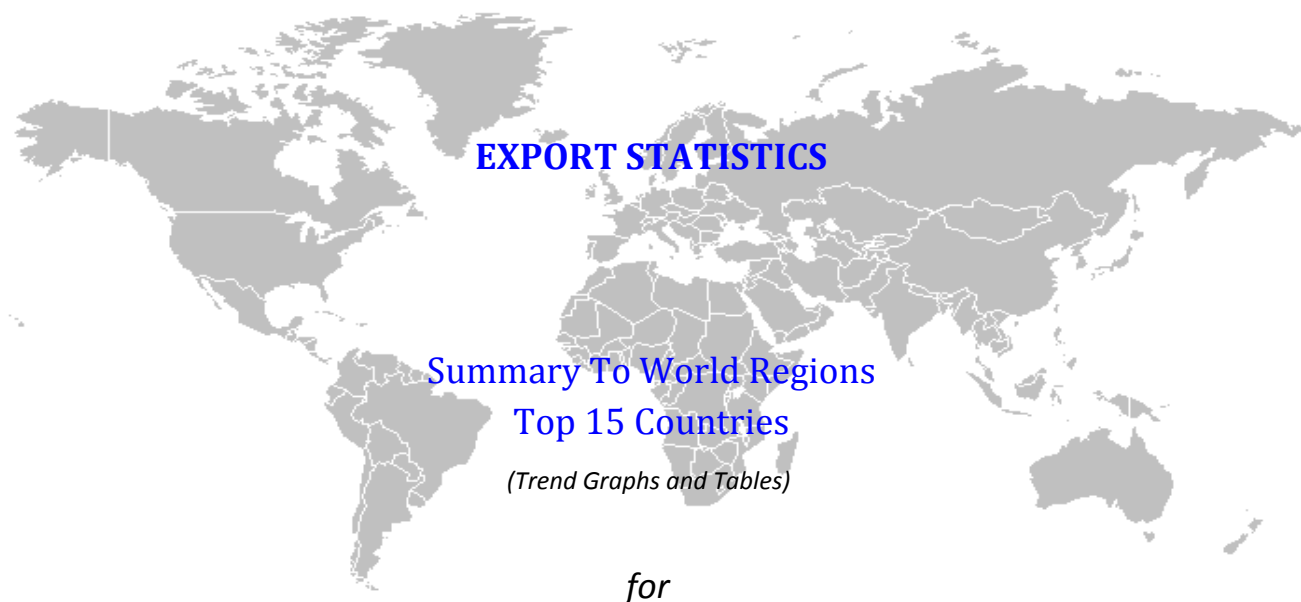 EXPORT STATISTICS
Summary To World Regions
Top 15 Countries
(Trend Graphs and Tables)
for